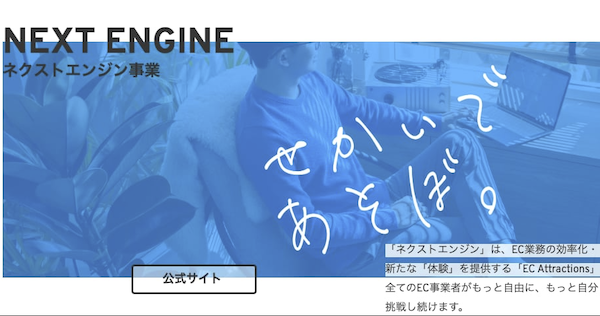 NEXT ENGINE
ネクストエンジン事業
せかいで
あそぼ。
「ネクストエンジン」は、EC業務の効率化・
新たな「体験」を提供する「EC Attractions」
全てのEC事業者がもっと自由に、もっと自分
挑戦し続けます。
公式サイト